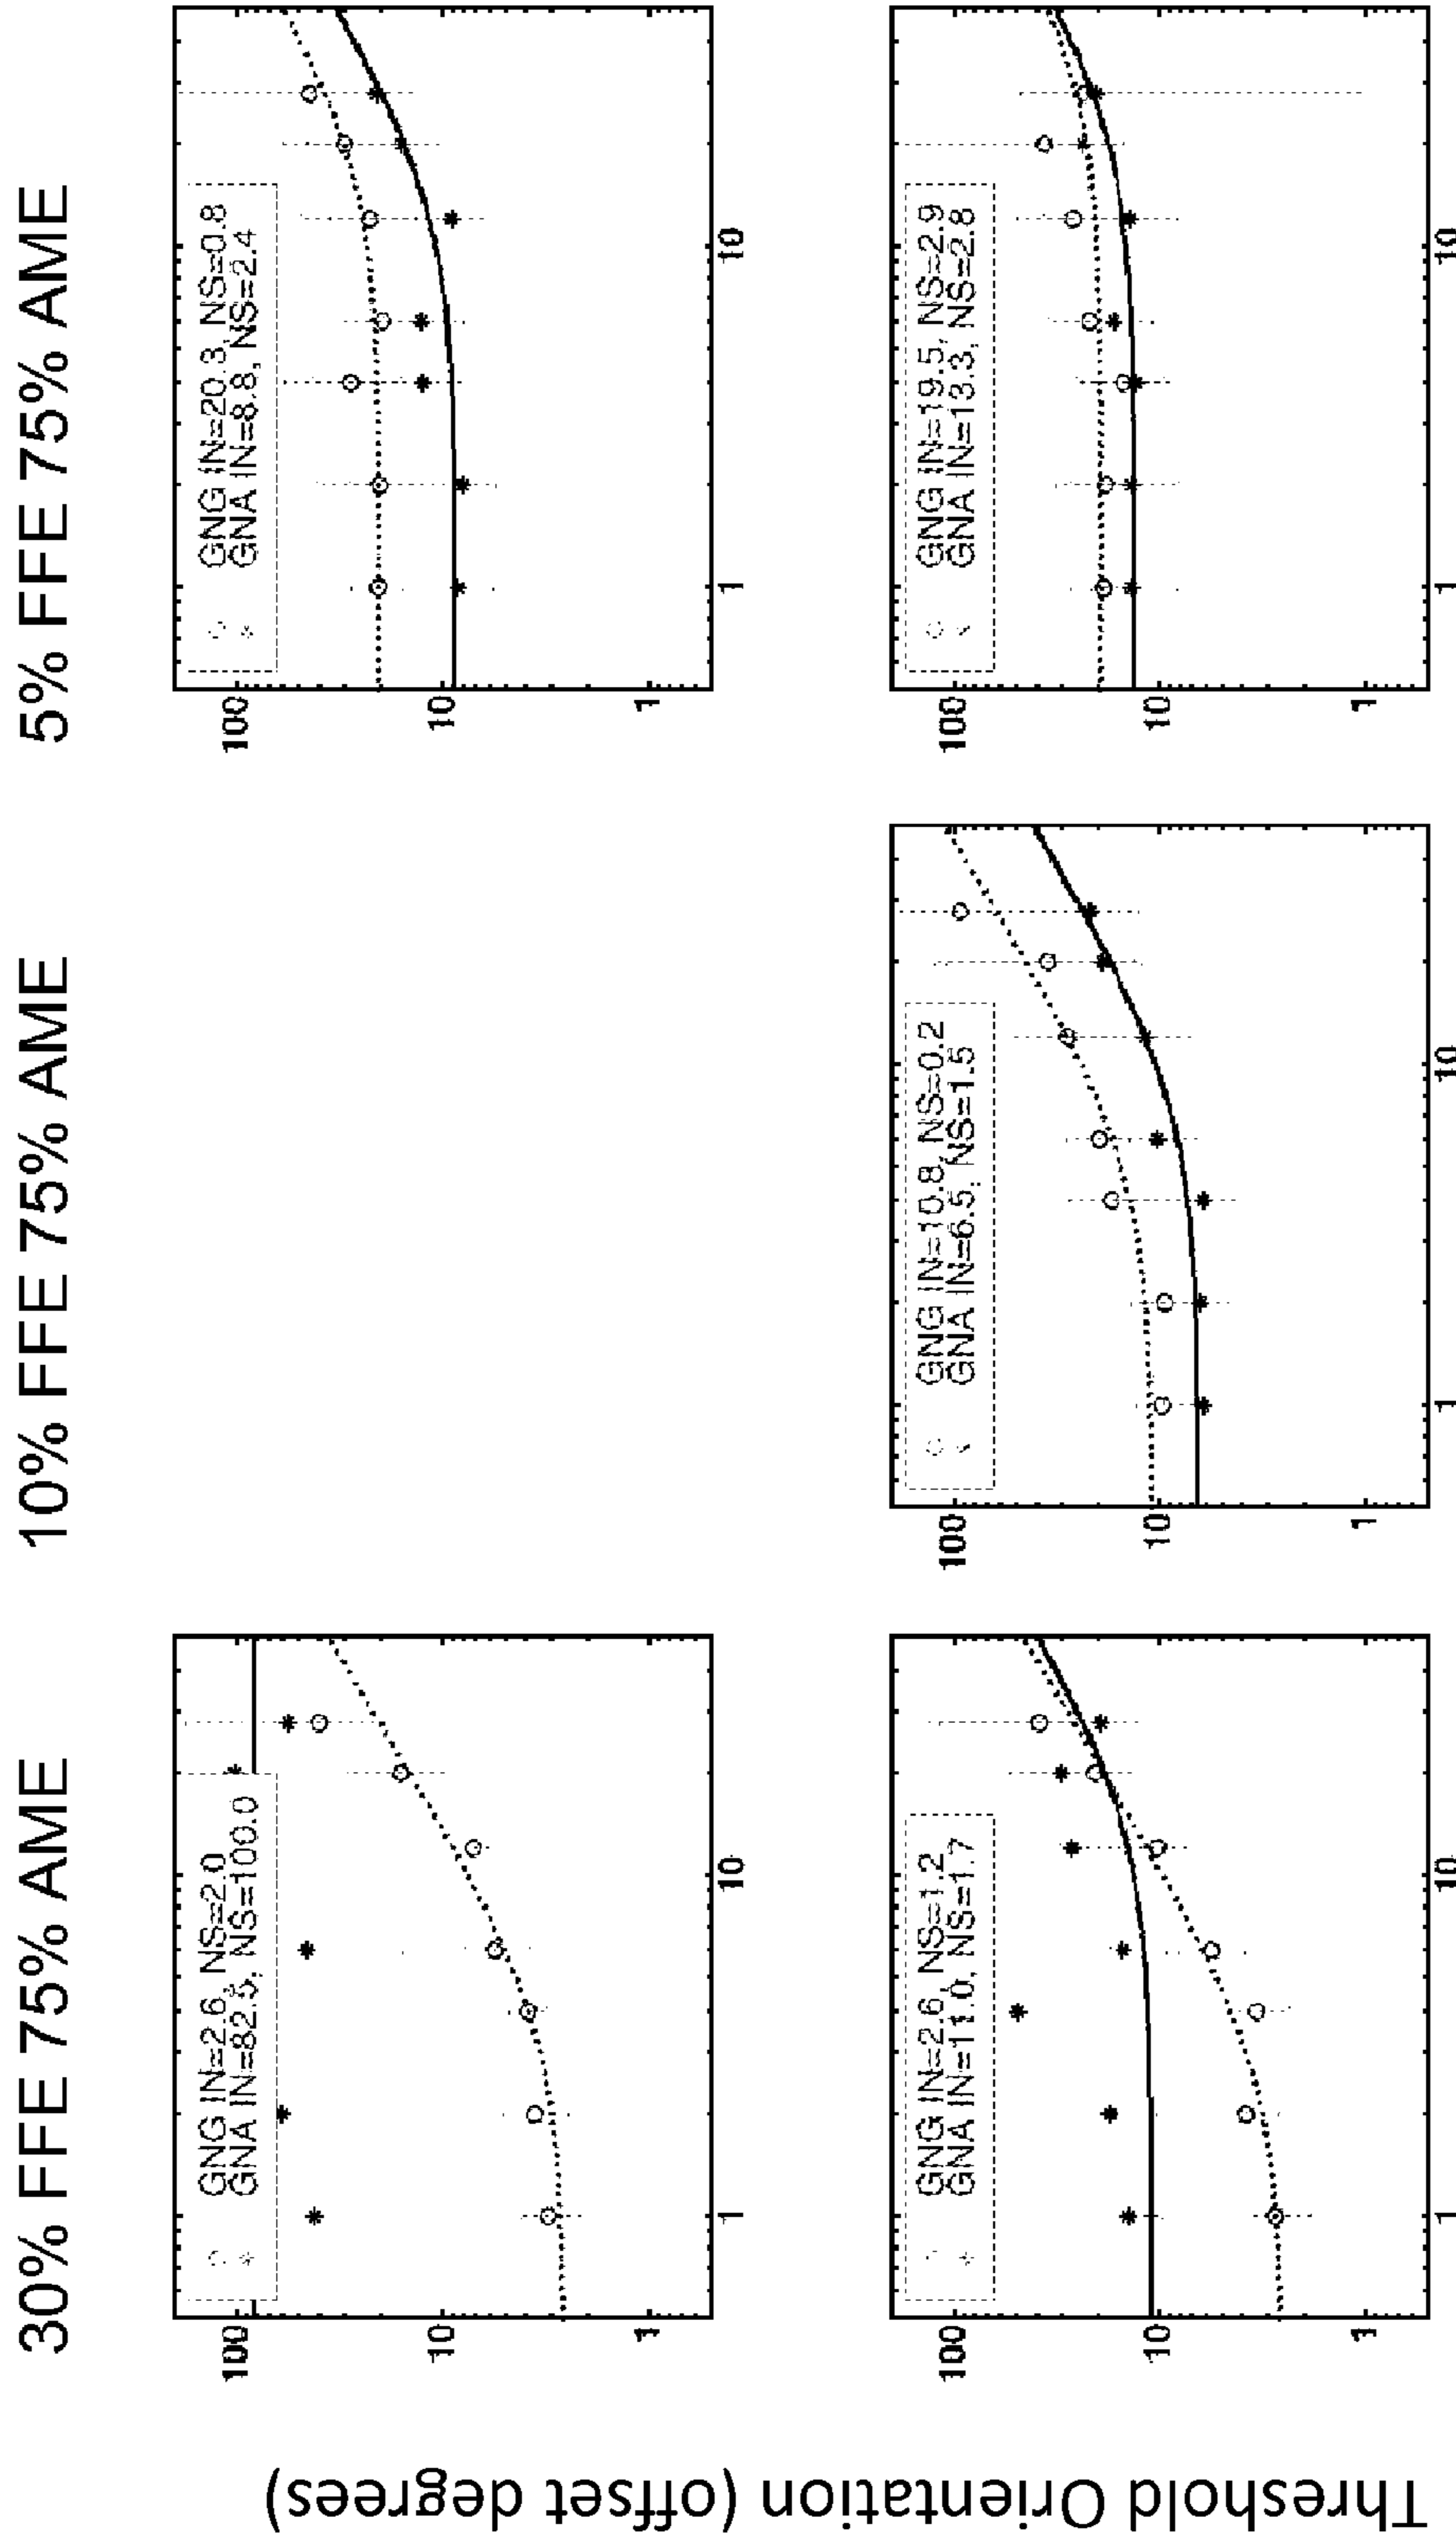 30% FFE 75% AME
10% FFE 75% AME
5% FFE 75% AME
Threshold Orientation (offset degrees)
100
10
1
GNG IN=2.6, NS=2.0
GNA IN=82.5, NS=100.0
1
10
100
10
1
GNG IN=20.3, NS=0.8
GNA IN=8.8, NS=2.4
1
10
100
10
1
GNG IN=2.6, NS=1.2
GNA IN=11.0, NS=1.7
1
10
100
10
1
GNG IN=10.8, NS=0.2
GNA IN=6.5, NS=1.5
1
10
100
10
1
GNG IN=19.5, NS=2.9
GNA IN=13.3, NS=2.8
1
10